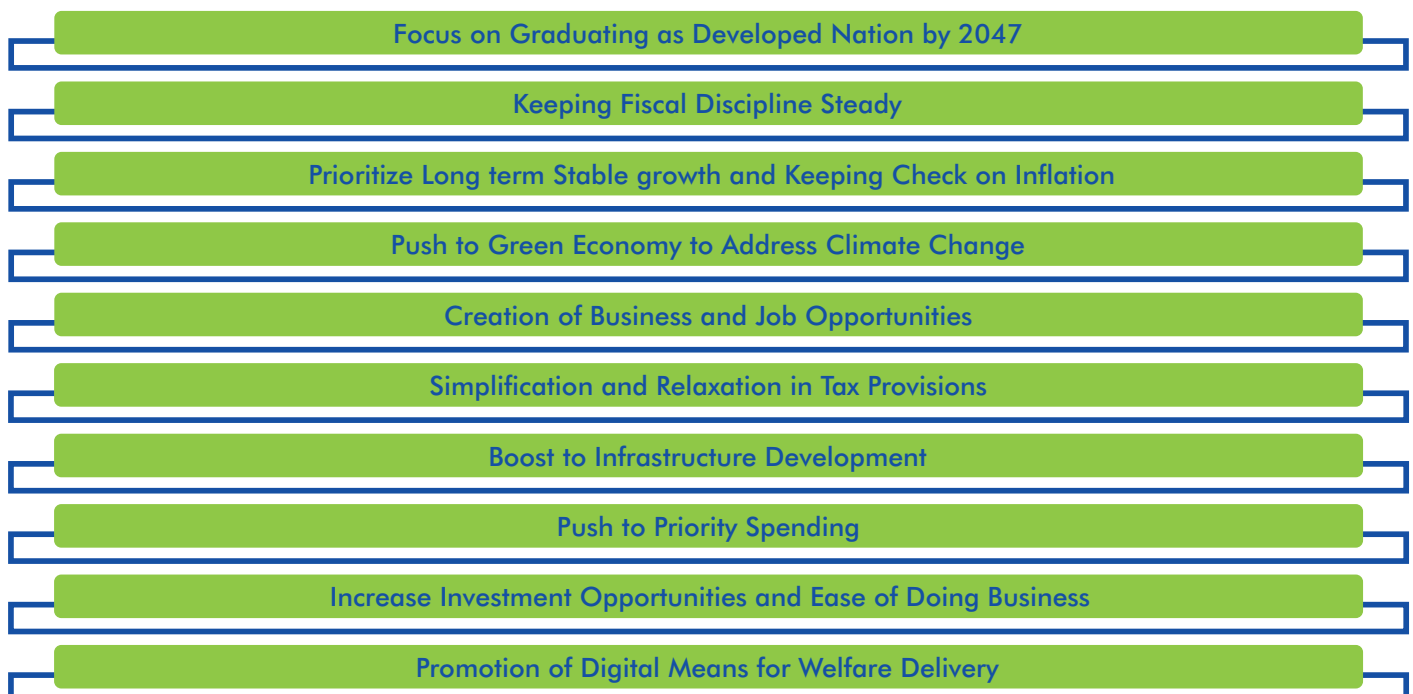 Focus on Graduating as Developed Nation by 2047
Keeping Fiscal Discipline Steady
Prioritize Long term Stable growth and Keeping Check on Inflation
Push to Green Economy to Address Climate Change
Creation of Business and Job Opportunities
Simplification and Relaxation in Tax Provisions
Boost to Infrastructure Development
Push to Priority Spending
Increase Investment Opportunities and Ease of Doing Business
Promotion of Digital Means for Welfare Delivery